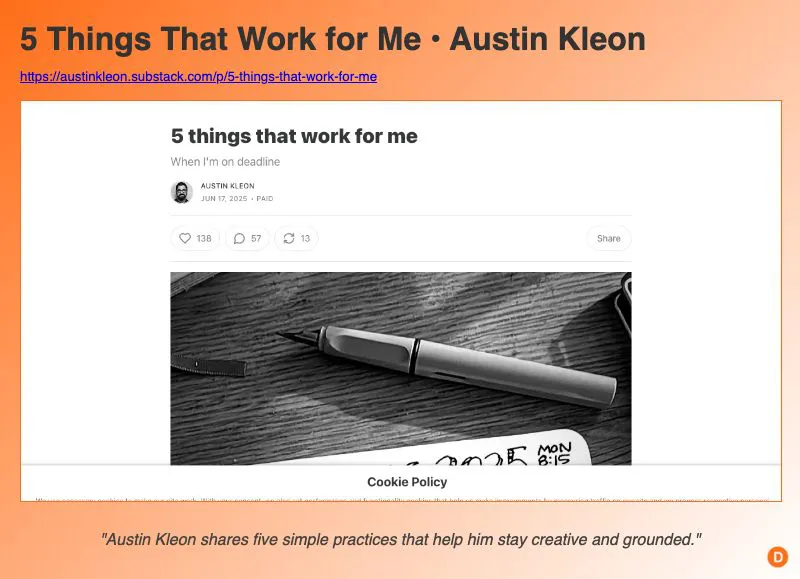 5 Things That Work for Me • Austin Kleon
https://austinkleon.substack.com/p/5-things-that-work-for-me
5 things that work for me
When I'm on deadline
AUSTIN KLEON
JUN 17, 2025 • PAID
138 57 13 Share
2025 MON
8:15
Cookie Policy
"Austin Kleon shares five simple practices that help him stay creative and grounded."
D